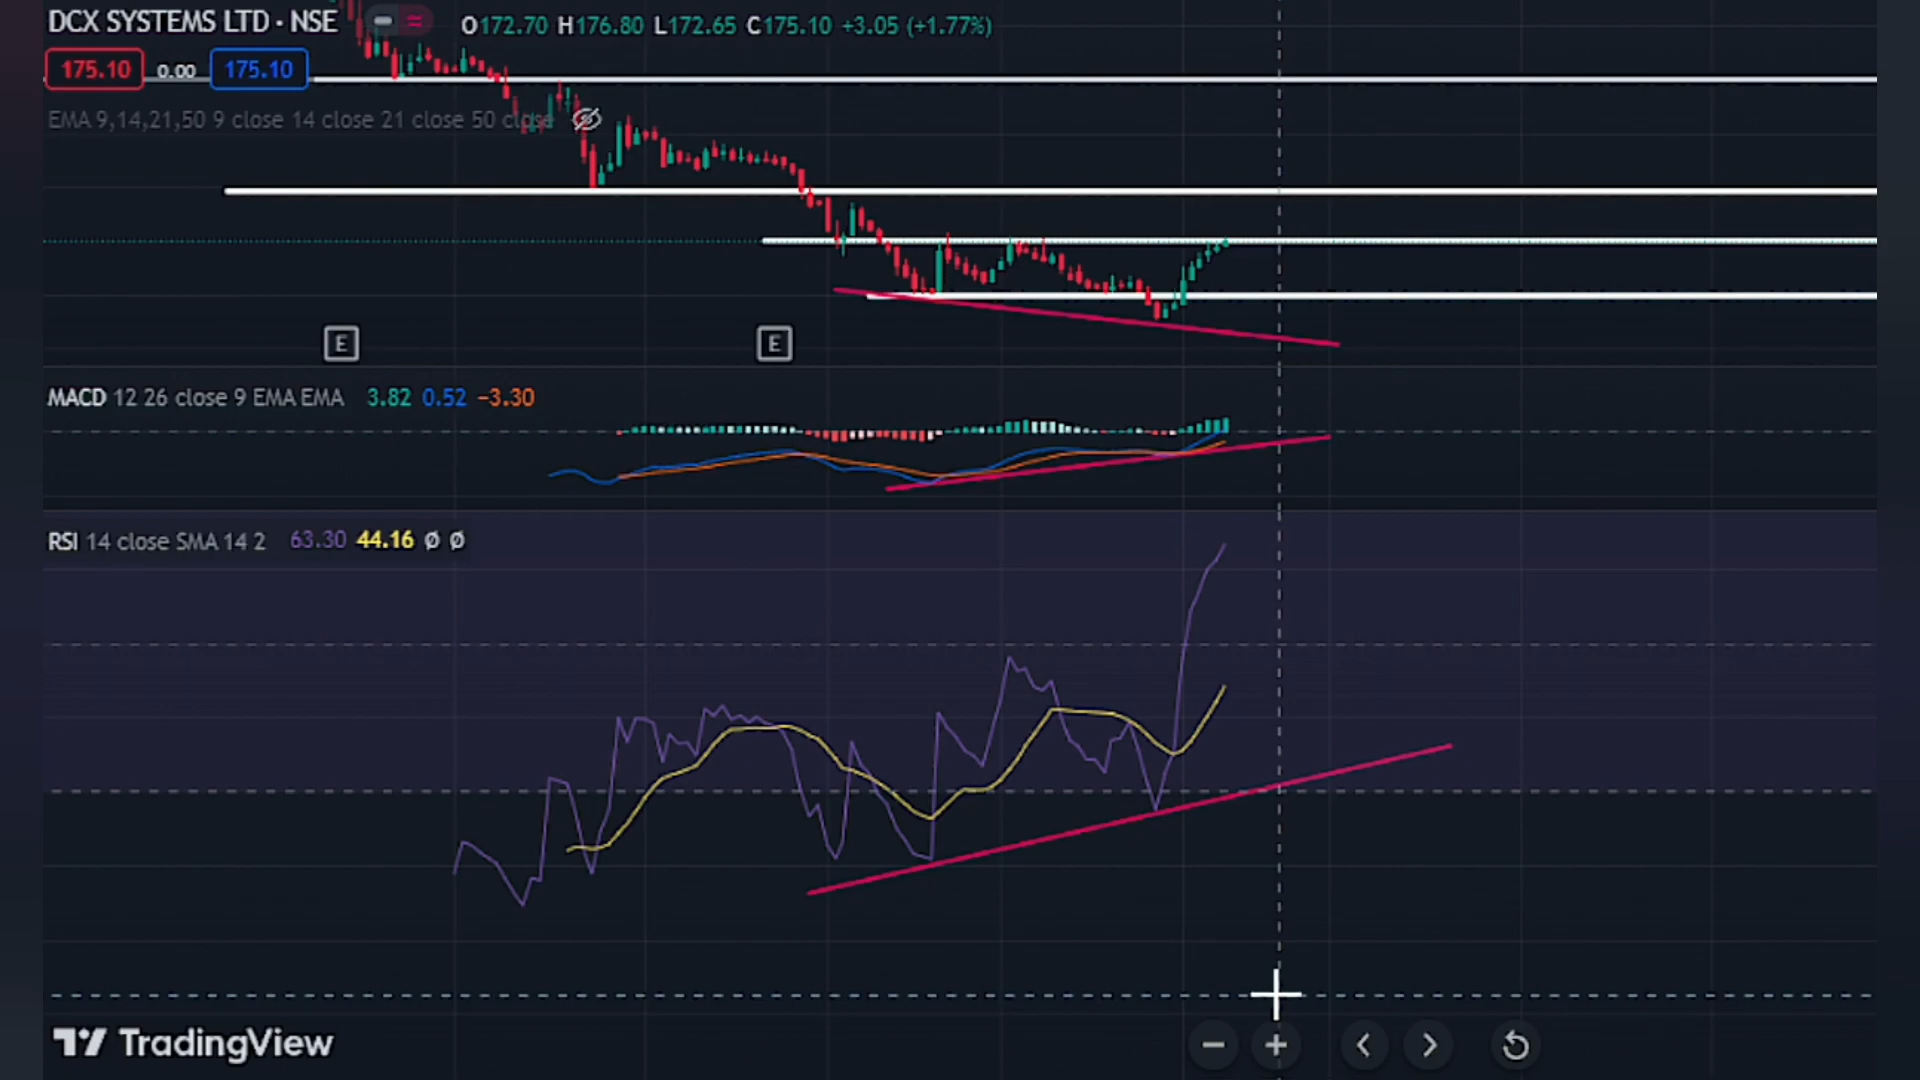 DCX SYSTEMS LTD · NSE
O172.70 H176.80 L172.65 C175.10 +3.05 (+1.77%)
175.10 0.00 175.10
EMA 9,14,21,50 9 close 14 close 21 close 50 close
E E
MACD 12 26 close 9 EMA EMA 3.82 0.52 −3.30
RSI 14 close SMA 14 2 63.30 44.16 Ø Ø
TradingView